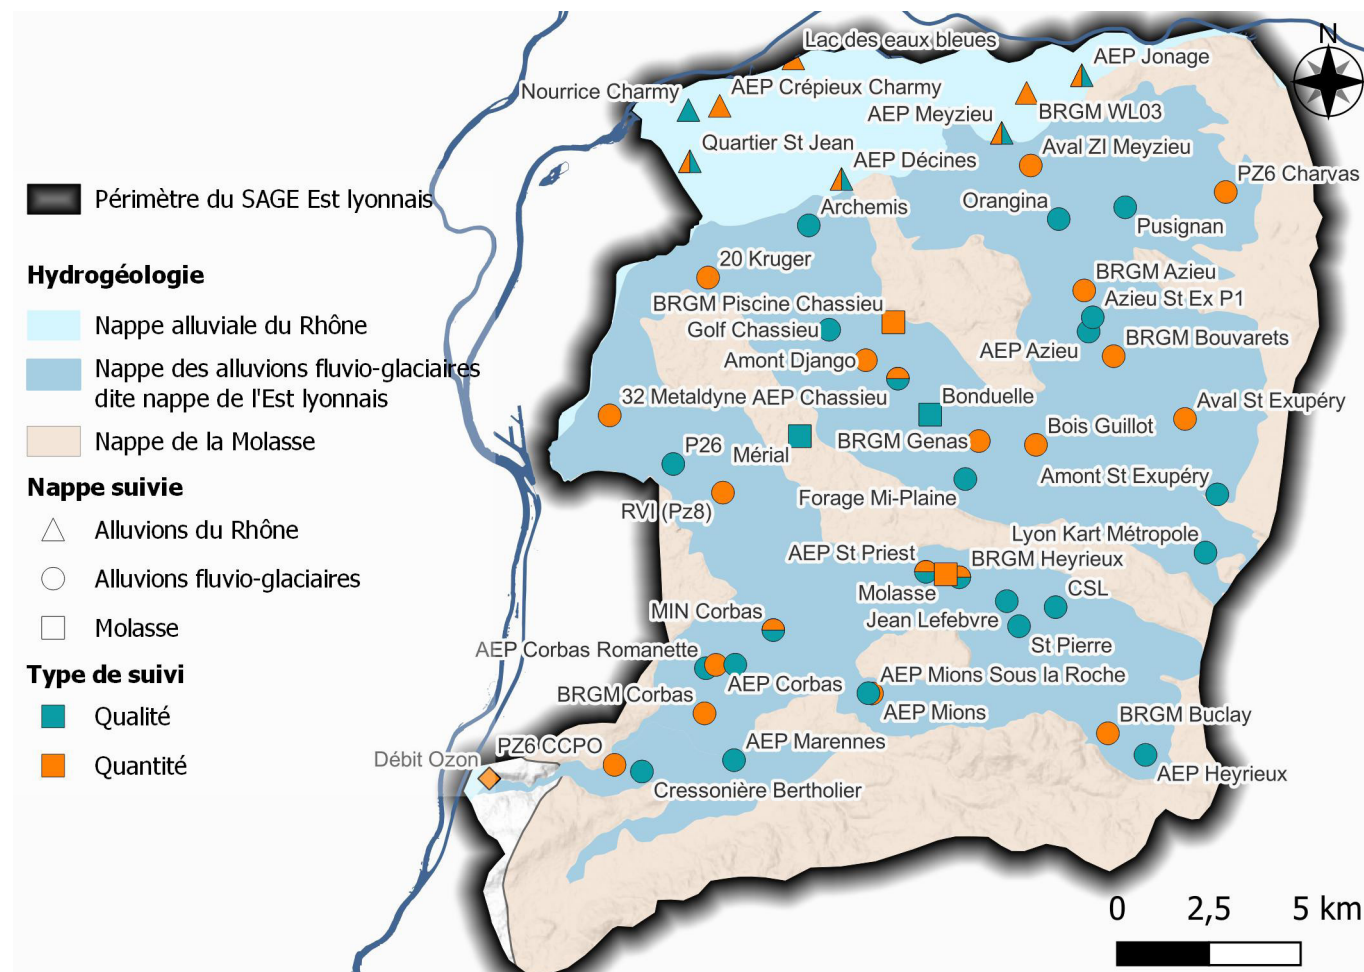 Lac des eaux bleues
N
AEP Jonage
Nourrice Charmy
AEP Crépieux Charmy
AEP Meyzieu
BRGM WL03
Quartier St Jean
AEP Décines
Aval ZI Meyzieu
PZ6 Charvas
Périmètre du SAGE Est lyonnais
Archemis
Orangina
Pusignan
Hydrogéologie
20 Kruger
BRGM Azieu
Nappe alluviale du Rhône
BRGM Piscine Chassieu
Azieu St Ex P1
Golf Chassieu
AEP Azieu
BRGM Bouvarets
Nappe des alluvions fluvio-glaciaires
dite nappe de l'Est lyonnais
Amont Django
32 Metaldyne
AEP Chassieu
Bonduelle
Aval St Exupéry
Nappe de la Molasse
P26
Mérial
BRGM Genas
Bois Guillot
Nappe suivie
Amont St Exupéry
Forage Mi-Plaine
RVI (Pz8)
Alluvions du Rhône
Lyon Kart Métropole
AEP St Priest
BRGM Heyrieux
Alluvions fluvio-glaciaires
Molasse
CSL
MIN Corbas
Jean Lefebvre
Molasse
St Pierre
AEP Corbas Romanette
Type de suivi
AEP Corbas
AEP Mions Sous la Roche
BRGM Corbas
AEP Mions
Qualité
BRGM Buclay
PZ6 CCPO
AEP Marennes
Débit Ozon
Quantité
AEP Heyrieux
Cressonière Bertholier
0 2,5 5 km